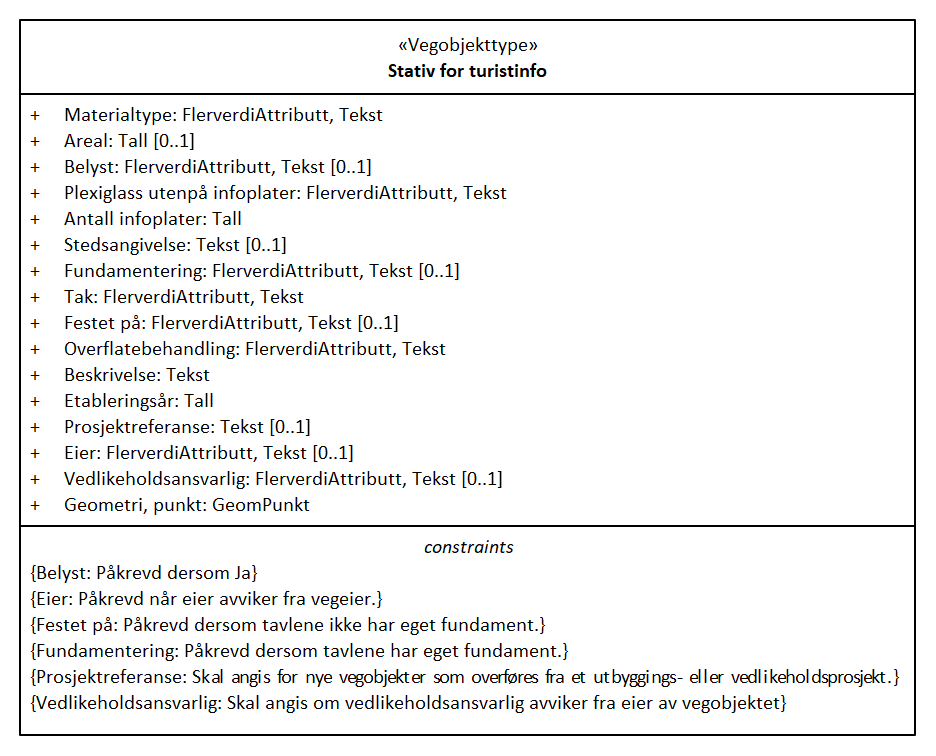 «Vegobjekttype»
Stativ for turistinfo
+ Materialtype: FlerverdiAttributt, Tekst
+ Areal: Tall [0..1]
+ Belyst: FlerverdiAttributt, Tekst [0..1]
+ Plexiglass utenpå infoplater: FlerverdiAttributt, Tekst
+ Antall infoplater: Tall
+ Stedsangivelse: Tekst [0..1]
+ Fundamentering: FlerverdiAttributt, Tekst [0..1]
+ Tak: FlerverdiAttributt, Tekst
+ Festet på: FlerverdiAttributt, Tekst [0..1]
+ Overflatebehandling: FlerverdiAttributt, Tekst
+ Beskrivelse: Tekst
+ Etableringsår: Tall
+ Prosjektreferanse: Tekst [0..1]
+ Eier: FlerverdiAttributt, Tekst [0..1]
+ Vedlikeholdsansvarlig: FlerverdiAttributt, Tekst [0..1]
+ Geometri, punkt: GeomPunkt
constraints
{Belyst: Påkrevd dersom Ja}
{Eier: Påkrevd når eier avviker fra vegeier.}
{Festet på: Påkrevd dersom tavlene ikke har eget fundament.}
{Fundamentering: Påkrevd dersom tavlene har eget fundament.}
{Prosjektreferanse: Skal angis for nye vegobjekter som overføres fra et utbyggings- eller vedlikeholdsprosjekt.}
{Vedlikeholdsansvarlig: Skal angis om vedlikeholdsansvarlig avviker fra eier av vegobjektet}